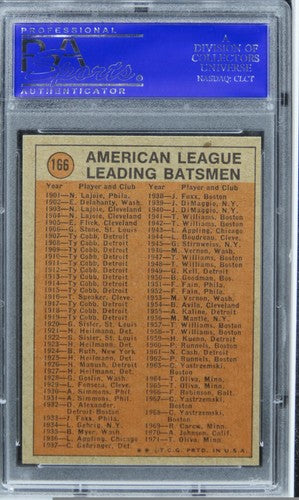 PROFESSIONAL
PSA
Sports
AUTHENTICATOR
A
DIVISION OF
COLLECTORS
UNIVERSE
NASDAQ: CLCT
166
AMERICAN LEAGUE
LEADING BATSMEN
Year Player and Club
1901—N. Lajoie, Phila.
1902—E. Delahanty, Wash.
1903—N. Lajoie, Cleveland
1904—N. Lajoie, Cleveland
1905—E. Flick, Cleveland
1906—G. Stone, St. Louis
1907—Ty Cobb, Detroit
1908—Ty Cobb, Detroit
1909—Ty Cobb, Detroit
1910—Ty Cobb, Detroit
1911—Ty Cobb, Detroit
1912—Ty Cobb, Detroit
1913—Ty Cobb, Detroit
1914—Ty Cobb, Detroit
1915—Ty Cobb, Detroit
1916—T. Speaker, Cleve.
1917—Ty Cobb, Detroit
1918—Ty Cobb, Detroit
1919—Ty Cobb, Detroit
1920—G. Sisler, St. Louis
1921—H. Heilmann, Det.
1922—G. Sisler, St. Louis
1923—H. Heilmann, Det.
1924—B. Ruth, New York
1925—H. Heilmann, Det.
1926—H. Manush, Detroit
1927—H. Heilmann, Det.
Goslin, Wash.
1929—L. Fonseca, Cleve.
1930—A. Simmons, Phil.
1931—A. Simmons, Phil.
1932—D. Alexander
Detroit-Boston
1933—J. Foxx, Phila.
1934—L. Gehrig, N.Y.
1935—B. Myer, Wash.
1936—L. Appling, Chicago
1937—C. Gehringer, Det.
Year Player and Club
1938—J. Foxx, Boston
1939—J. DiMaggio, N.Y.
1940—J. DiMaggio, N.Y.
1941—T. Williams, Boston
1942—T. Williams, Boston
1943—L. Appling, Chicago
Boudreau, Cleve.
1945—G. Stirnweiss, N.Y.
1946—M. Vernon, Wash.
1947—T. Williams, Boston
1948—T. Williams, Boston
1949—G. Kell, Detroit
1950—B. Goodman, Bos.
1951—F. Fain, Phila.
1952—F. Fain, Phila.
1953—M. Vernon, Wash.
1954—B. Avila, Cleveland
1955—A. Kaline, Detroit
1956—M. Mantle, N.Y.
1957—T. Williams, Boston
1958—T. Williams, Boston
1959—H. Kuenn, Detroit
1960—P. Runnels, Boston
1961—N. Cash, Detroit
1962—P. Runnels, Boston
1963—C. Yastrzemski,
Boston
1964—T. Oliva, Minn.
1965—T. Oliva, Minn.
1966—F. Robinson, Balt.
1967—C. Yastrzemski,
Boston
1968—C. Yastrzemski,
Boston
1969—R. Carew, Minn.
1970—A. Johnson, Calif.
1971—T. Oliva, Minn.
** © T.C.G. PRTD. IN U.S.A.